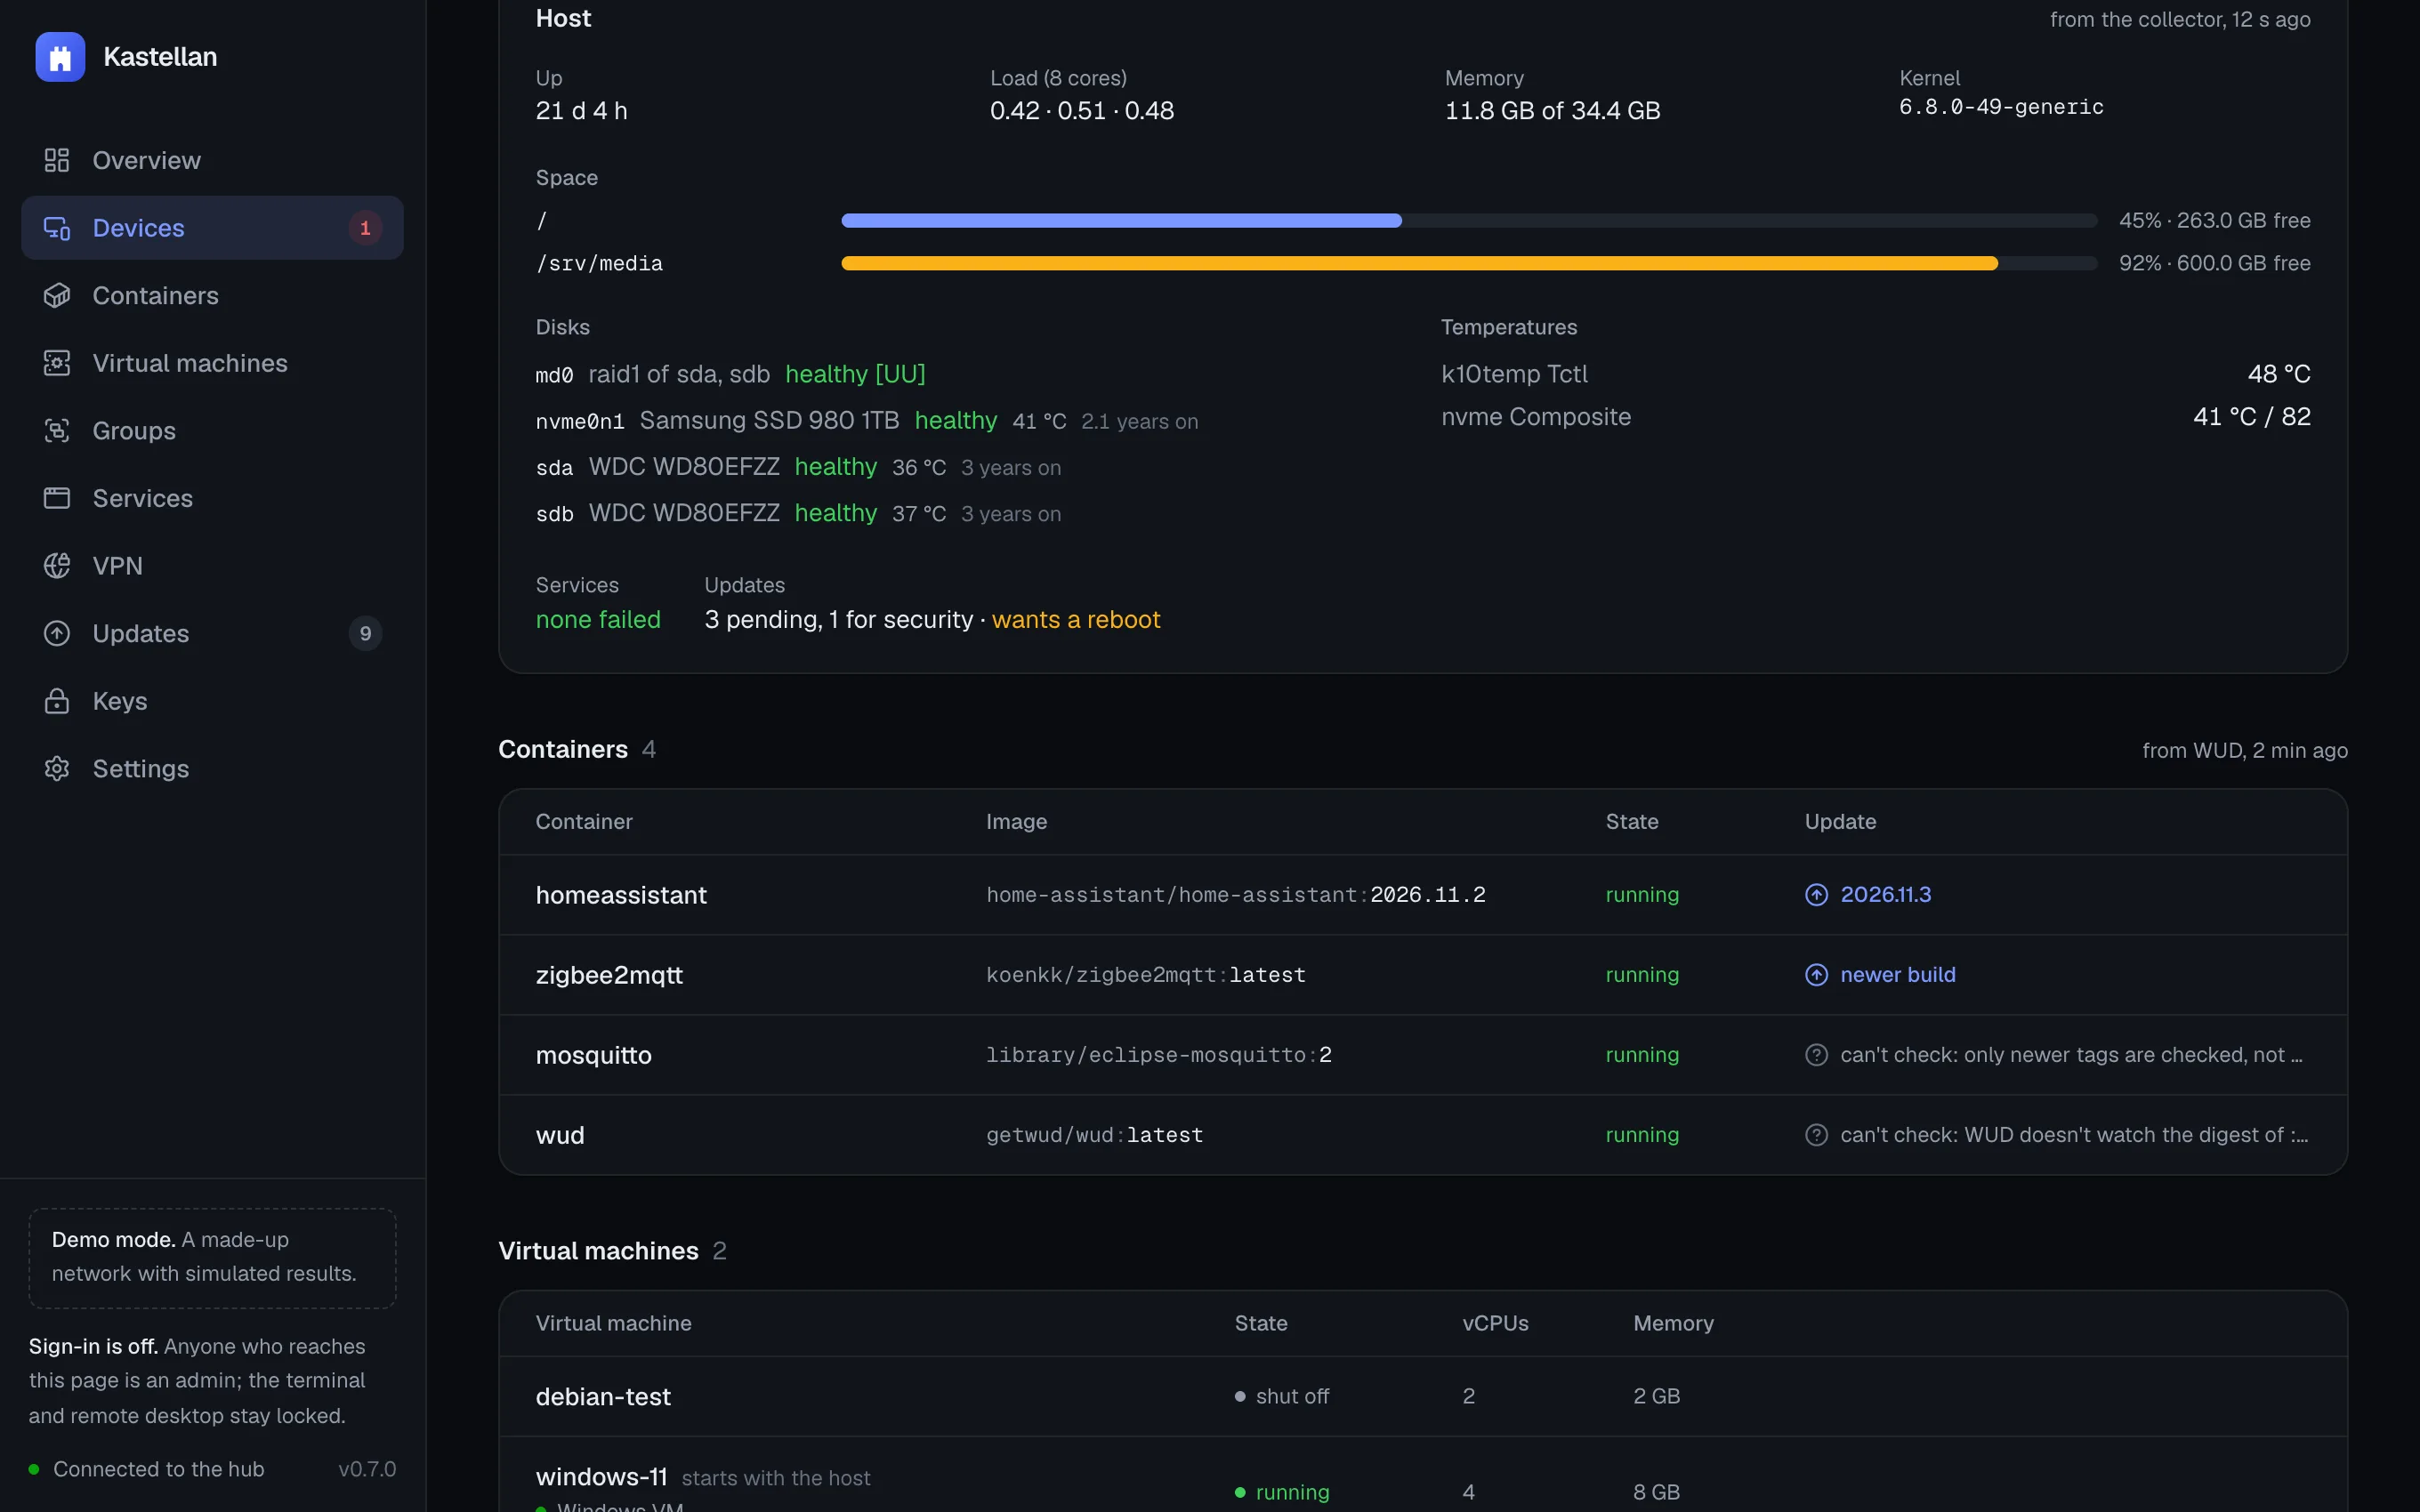 Kastellan
Overview
Devices 1
Containers
Virtual machines
Groups
Services
VPN
Updates 9
Keys
Settings
Demo mode. A made-up
network with simulated results.
Sign-in is off. Anyone who reaches
this page is an admin; the terminal
and remote desktop stay locked.
Connected to the hub v0.7.0
Host from the collector, 12 s ago
Up Load (8 cores) Memory Kernel
21 d 4 h 0.42 · 0.51 · 0.48 11.8 GB of 34.4 GB 6.8.0-49-generic
Space
/ 45% · 263.0 GB free
/srv/media 92% · 600.0 GB free
Disks Temperatures
md0 raid1 of sda, sdb healthy [UU] k10temp Tctl 48 °C
nvme0n1 Samsung SSD 980 1TB healthy 41 °C 2.1 years on nvme Composite 41 °C / 82
sda WDC WD80EFZZ healthy 36 °C 3 years on
sdb WDC WD80EFZZ healthy 37 °C 3 years on
Services Updates
none failed 3 pending, 1 for security · wants a reboot
Containers 4 from WUD, 2 min ago
Container Image State Update
homeassistant home-assistant/home-assistant:2026.11.2 running 2026.11.3
zigbee2mqtt koenkk/zigbee2mqtt:latest running newer build
mosquitto library/eclipse-mosquitto:2 running can't check: only newer tags are checked, not …
wud getwud/wud:latest running can't check: WUD doesn't watch the digest of :…
Virtual machines 2
Virtual machine State vCPUs Memory
debian-test shut off 2 2 GB
windows-11 starts with the host running 4 8 GB
Windows VM